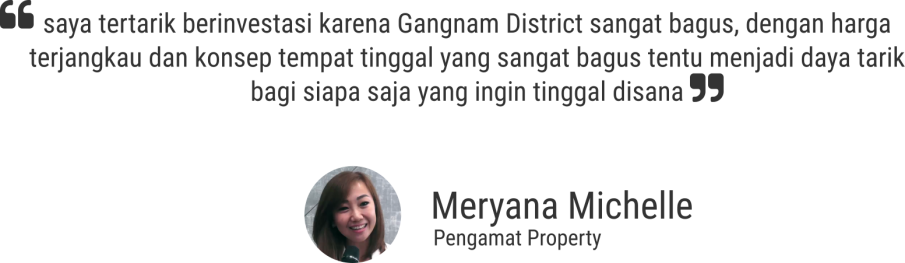 “ saya tertarik berinvestasi karena Gangnam District sangat bagus, dengan harga
terjangkau dan konsep tempat tinggal yang sangat bagus tentu menjadi daya tarik
bagi siapa saja yang ingin tinggal disana ”
Meryana Michelle
Pengamat Property